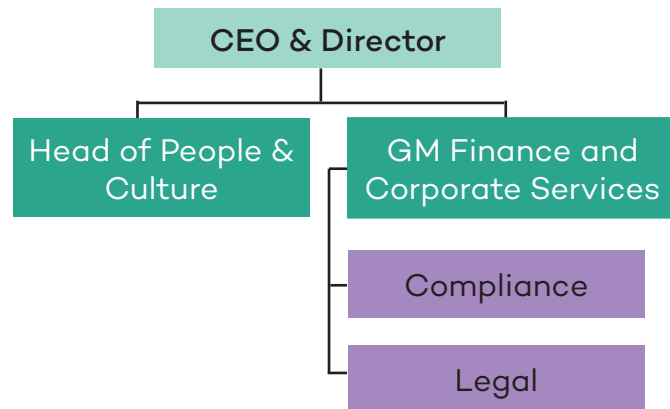 CEO & Director
Head of People &
Culture
GM Finance and
Corporate Services
Compliance
Legal